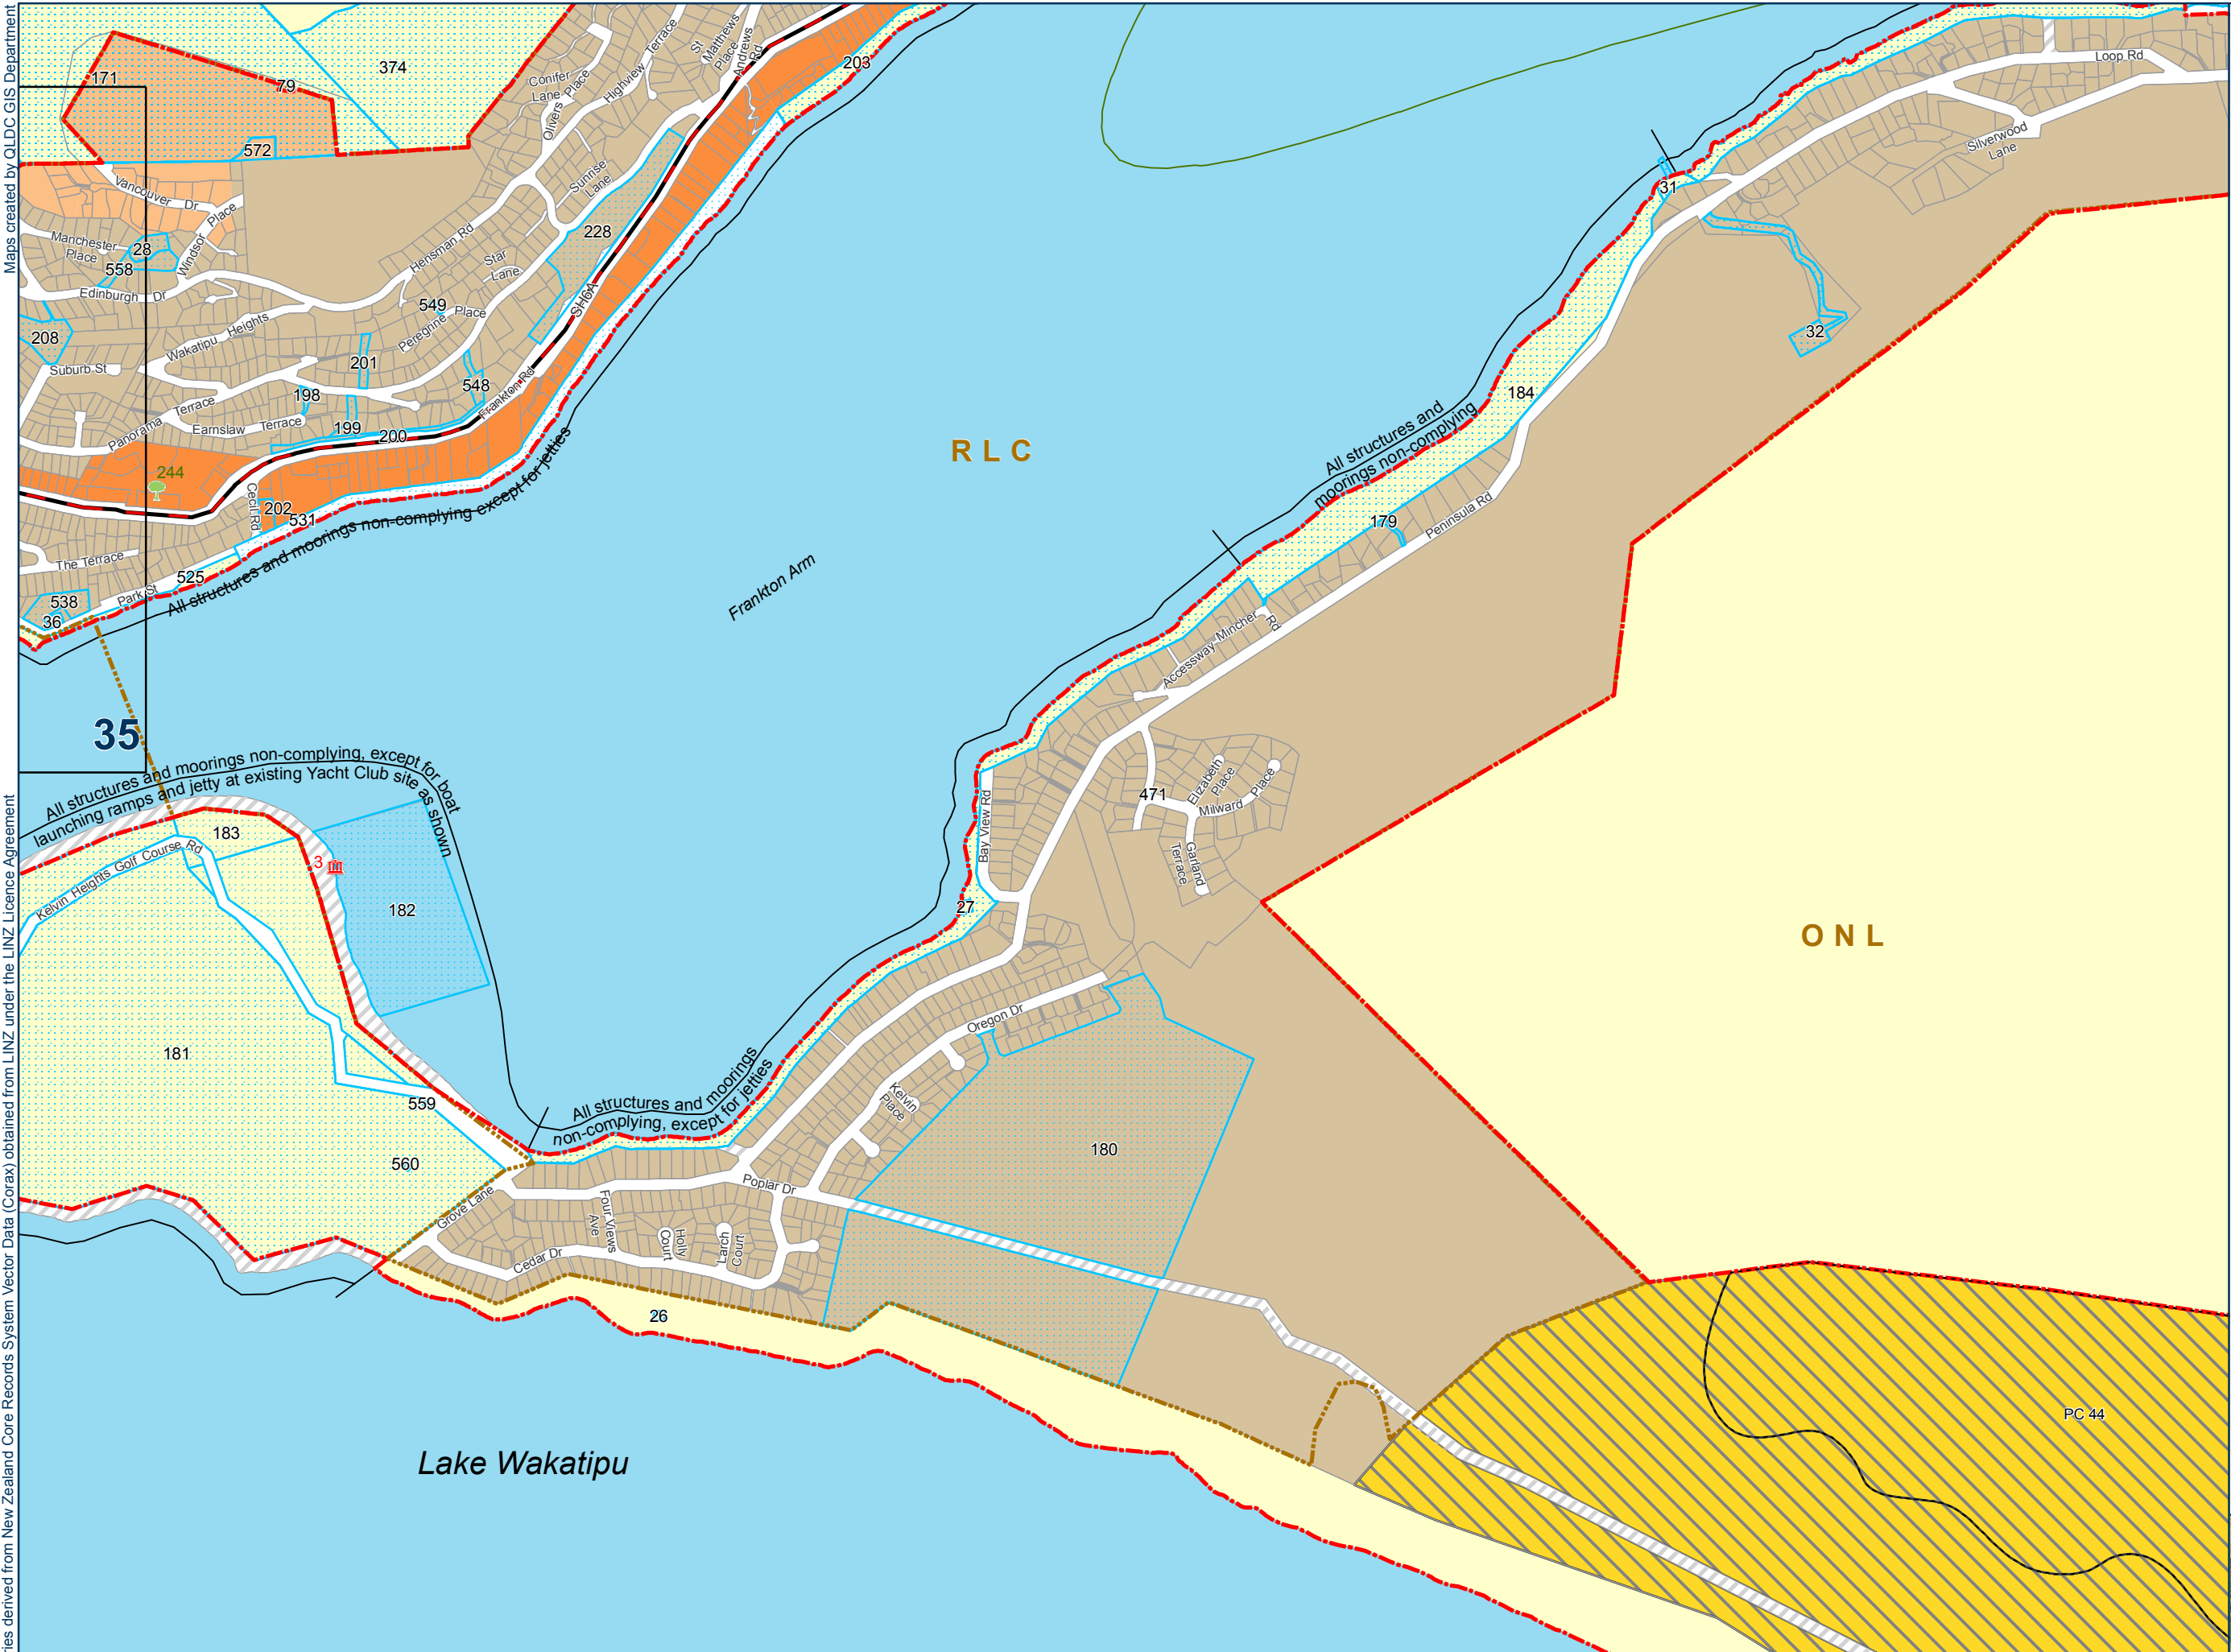 Maps created by QLDC GIS Department
ries derived from New Zealand Core Records System Vector Data (Corax) obtained from LINZ under the LINZ Licence Agreement
171
79
374
572
Vancouver Dr
Manchester
Place
28
558
Windsor Place
Edinburgh Dr
208
Suburb St
Wakatipu Heights
Panorama Terrace
Earnslaw Terrace
198
199
200
201
548
549
Peregrine Place
Star
Lane
Hensman Rd
Sunrise
Lane
Conifer
Lane
Olivers Place
Highview Terrace
St
Matthews
Place
Andrews
Rd
203
228
SH6A
Frankton Rd
244
Cecil Rd
202
531
The Terrace
525
Park St
538
36
All structures and moorings non-complying except for jetties
35
RLC
Frankton Arm
Loop Rd
Silverwood
Lane
31
32
184
All structures and
moorings non-complying
179
Peninsula Rd
Mincher
Rd
Accessway
Elzabeth
Place
Milward Place
471
Garland
Terrace
Bay View Rd
27
ONL
All structures and moorings non-complying, except for boat
launching ramps and jetty at existing Yacht Club site as shown
183
Kelvin Heights Golf Course Rd
3
182
181
559
560
All structures and moorings
non-complying, except for jetties
Oregon Dr
Kelvin
Place
180
Poplar Dr
Grove Lane
Four Views
Ave
Holly
Court
Larch
Court
Cedar Dr
26
PC 44
Lake Wakatipu